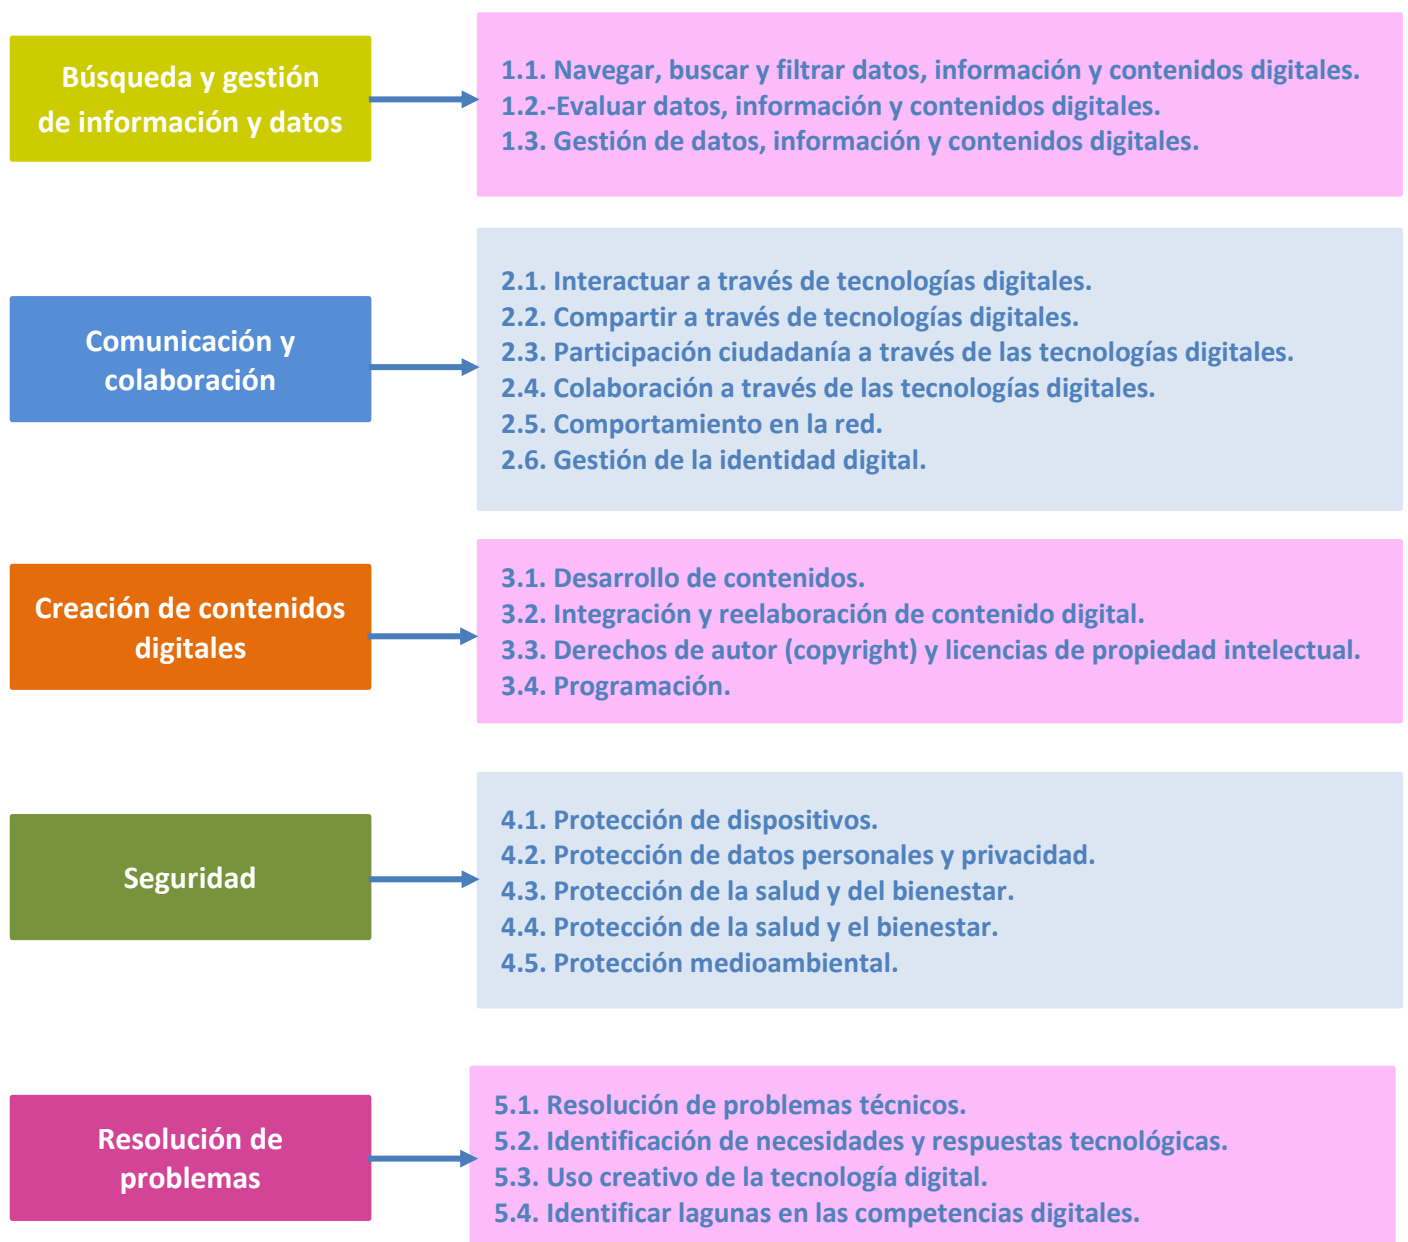 Búsqueda y gestión
de información y datos
1.1. Navegar, buscar y filtrar datos, información y contenidos digitales.
1.2.-Evaluar datos, información y contenidos digitales.
1.3. Gestión de datos, información y contenidos digitales.
Comunicación y
colaboración
2.1. Interactuar a través de tecnologías digitales.
2.2. Compartir a través de tecnologías digitales.
2.3. Participación ciudadanía a través de las tecnologías digitales.
2.4. Colaboración a través de las tecnologías digitales.
2.5. Comportamiento en la red.
2.6. Gestión de la identidad digital.
Creación de contenidos
digitales
3.1. Desarrollo de contenidos.
3.2. Integración y reelaboración de contenido digital.
3.3. Derechos de autor (copyright) y licencias de propiedad intelectual.
3.4. Programación.
Seguridad
4.1. Protección de dispositivos.
4.2. Protección de datos personales y privacidad.
4.3. Protección de la salud y del bienestar.
4.4. Protección de la salud y el bienestar.
4.5. Protección medioambiental.
Resolución de
problemas
5.1. Resolución de problemas técnicos.
5.2. Identificación de necesidades y respuestas tecnológicas.
5.3. Uso creativo de la tecnología digital.
5.4. Identificar lagunas en las competencias digitales.